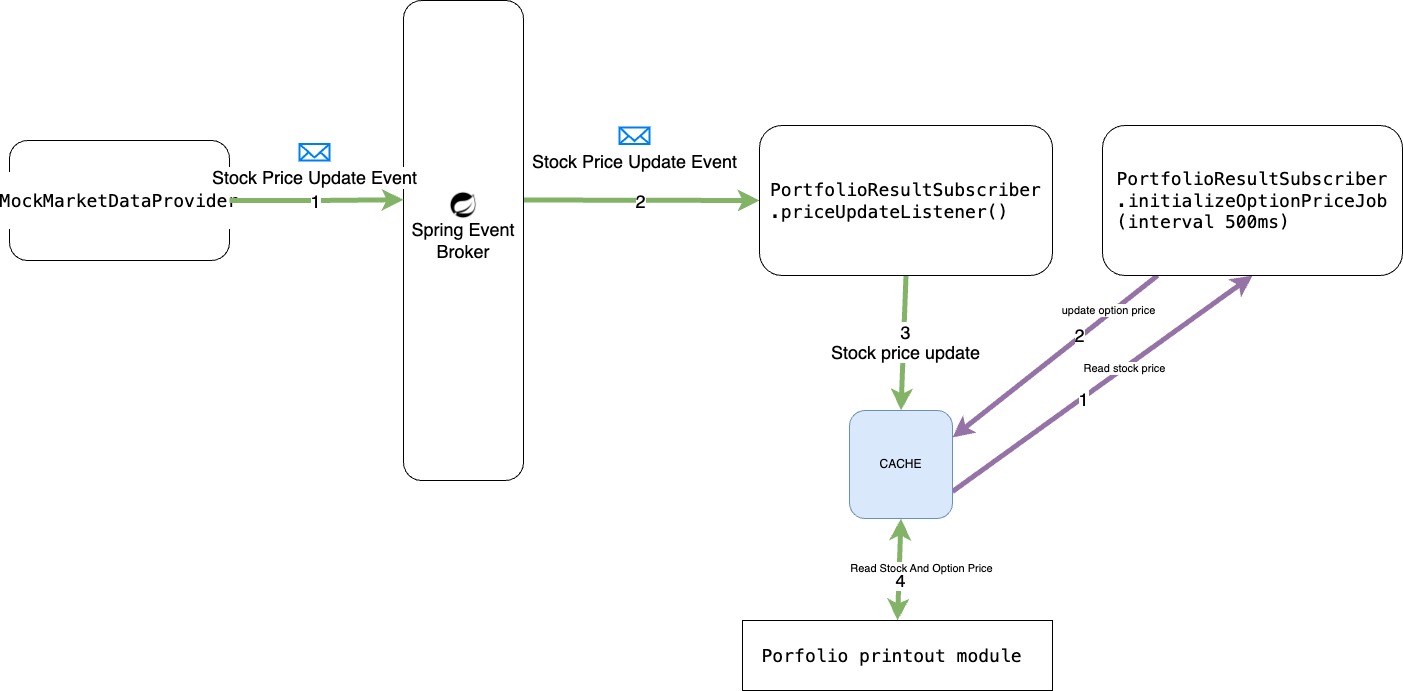 MockMarketDataProvider
Stock Price Update Event
1
Spring Event
Broker
Stock Price Update Event
2
PortfolioResultSubscriber
.priceUpdateListener()
PortfolioResultSubscriber
.initializeOptionPriceJob
(interval 500ms)
3
Stock price update
update option price
2
Read stock price
1
CACHE
Read Stock And Option Price
4
Porfolio printout module